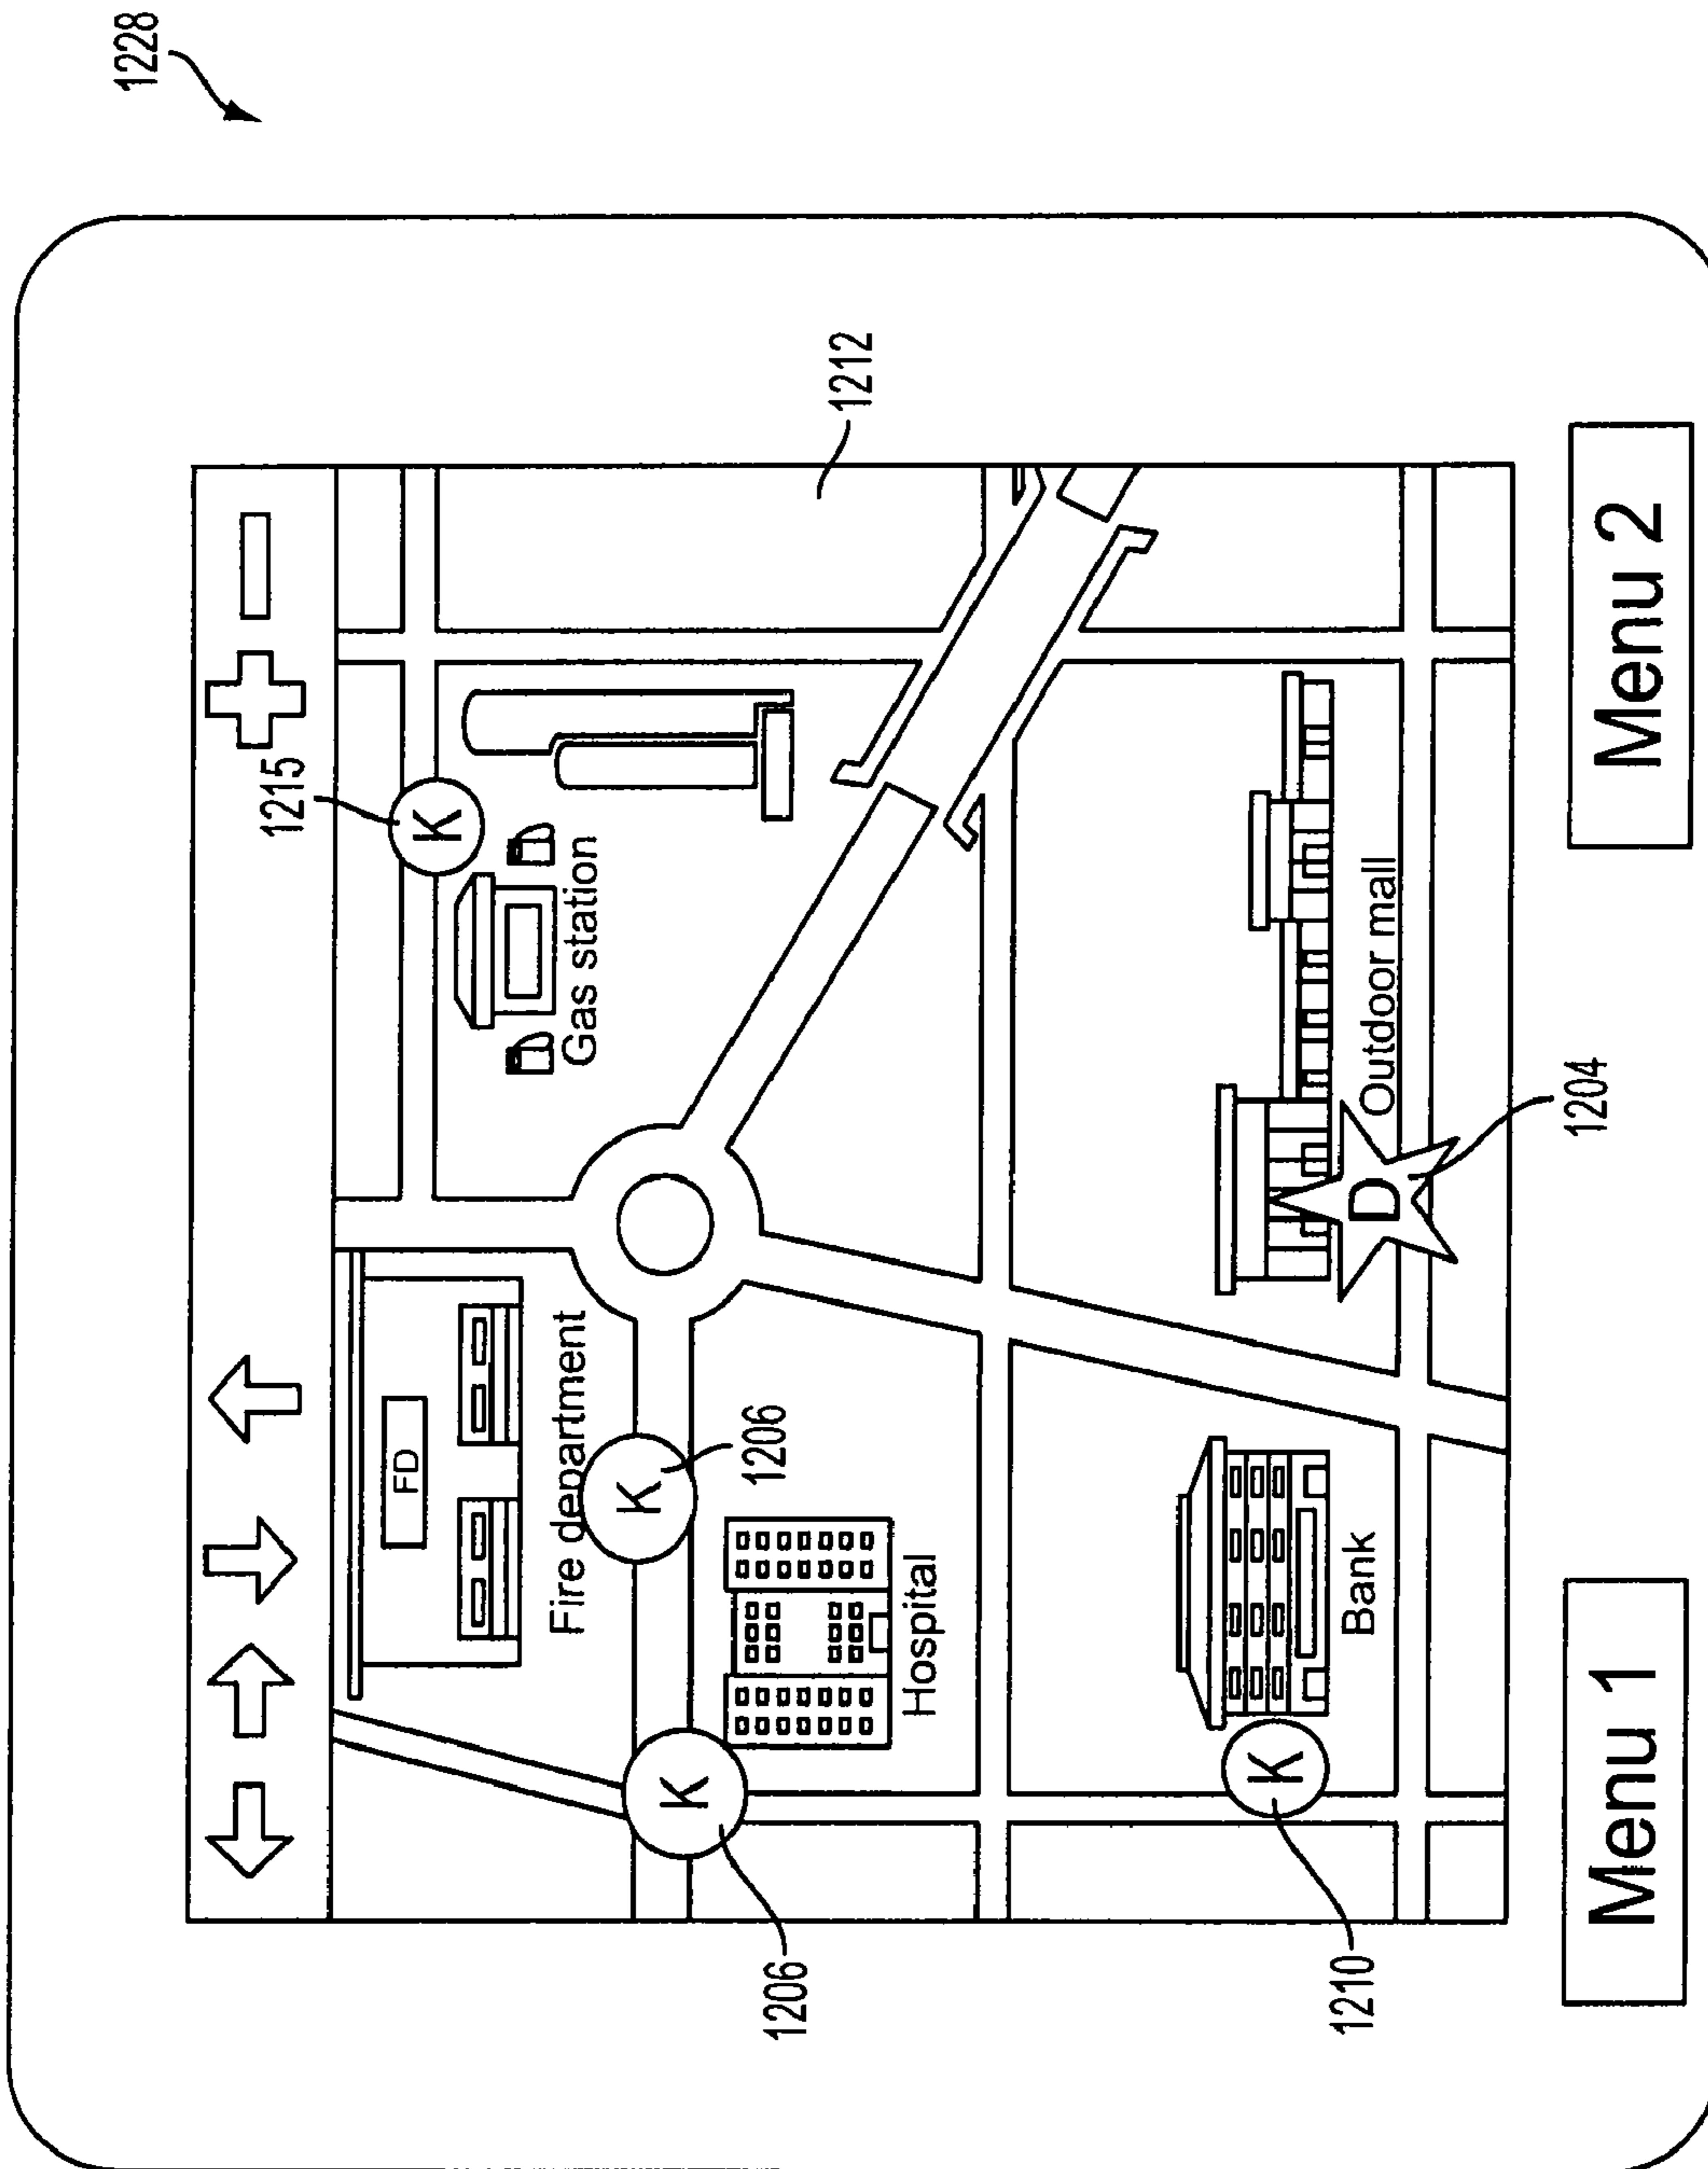 1228
1215
FD
K
Fire department
Gas station
K
K
1206
1206
1212
Hospital
K
1210
Bank
D
Outdoor mall
1204
Menu 1
Menu 2